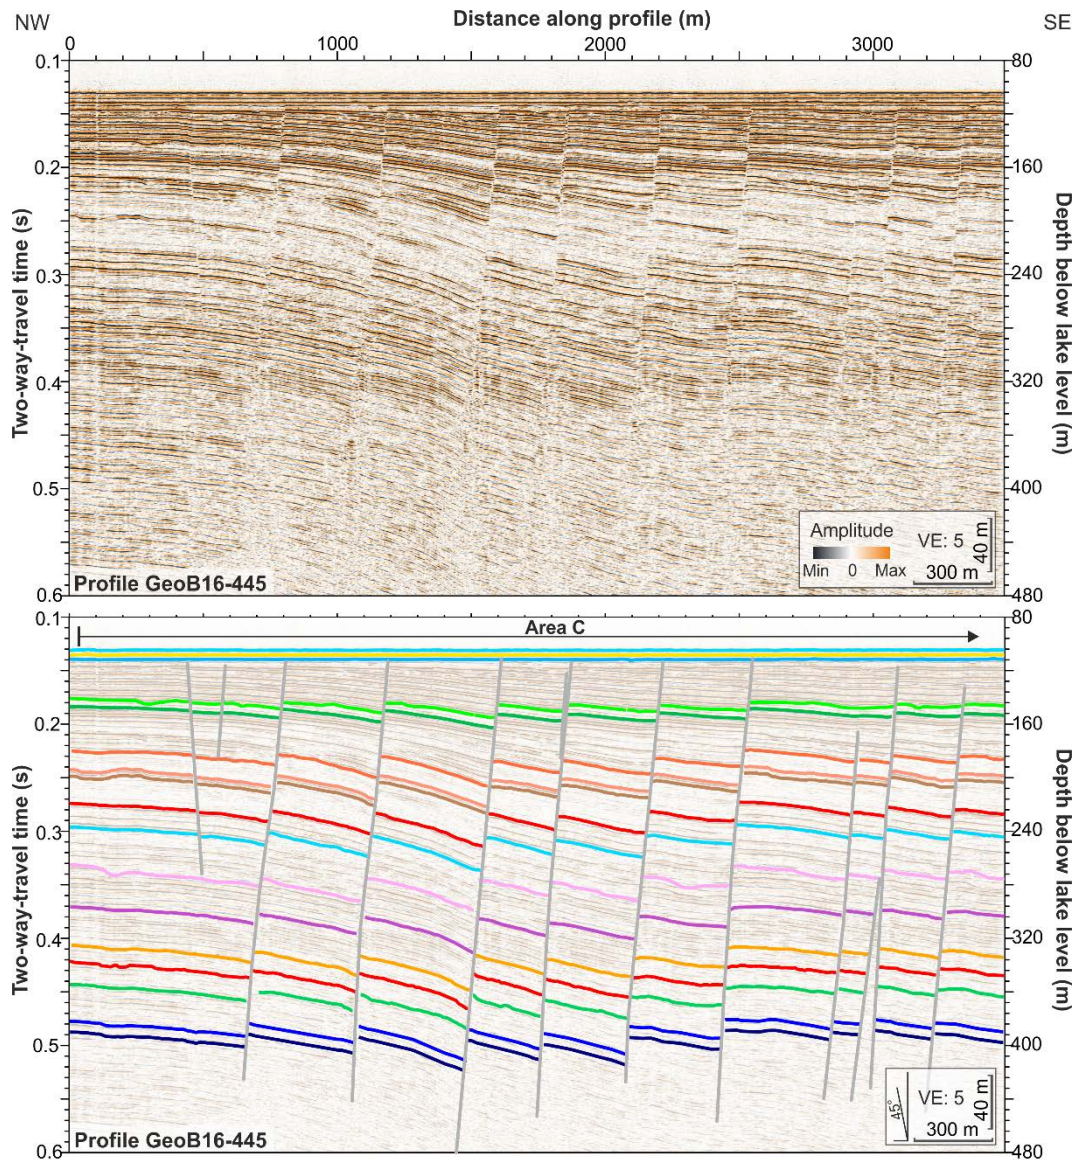 NW Distance along profile (m) SE
0 1000 2000 3000
0.1 80
0.2 160
0.3 240
0.4 320
0.5 400
0.6 480
Two-way-travel time (s)
Depth below lake level (m)
Amplitude
Min 0 Max
VE: 5
40 m
300 m
Profile GeoB16-445
Area C
0.1 80
0.2 160
0.3 240
0.4 320
0.5 400
0.6 480
Two-way-travel time (s)
Depth below lake level (m)
45°
VE: 5
40 m
300 m
Profile GeoB16-445